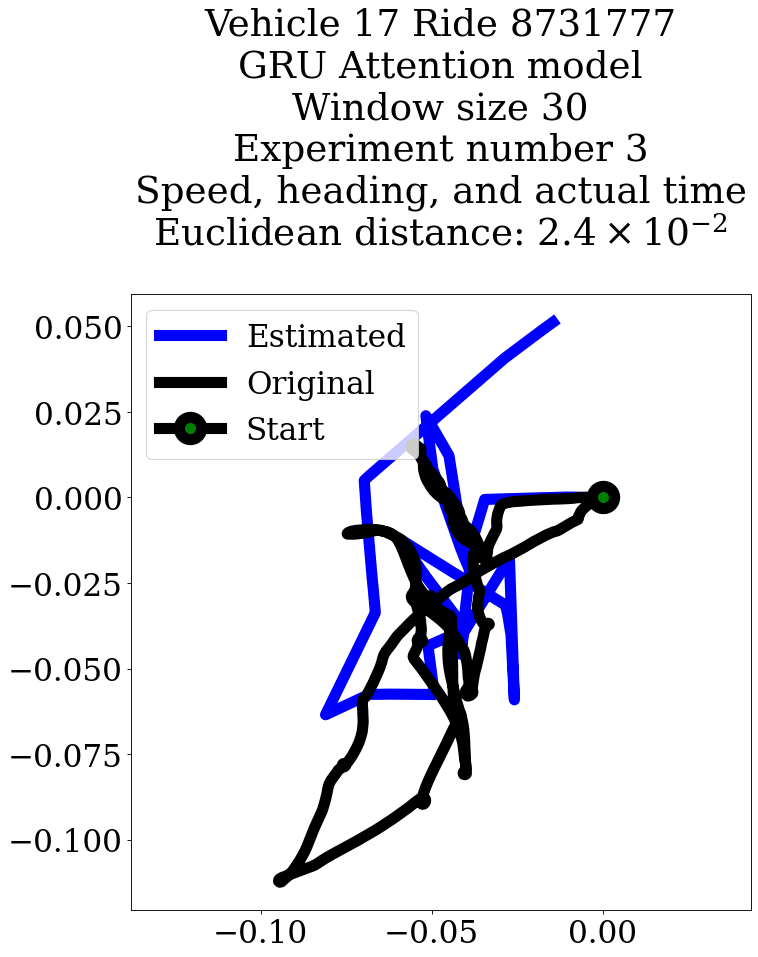 Vehicle 17 Ride 8731777
GRU Attention model
Window size 30
Experiment number 3
Speed, heading, and actual time
Euclidean distance: 2.4 × 10⁻²
Estimated
Original
Start
0.050
0.025
0.000
−0.025
−0.050
−0.075
−0.100
−0.10 −0.05 0.00